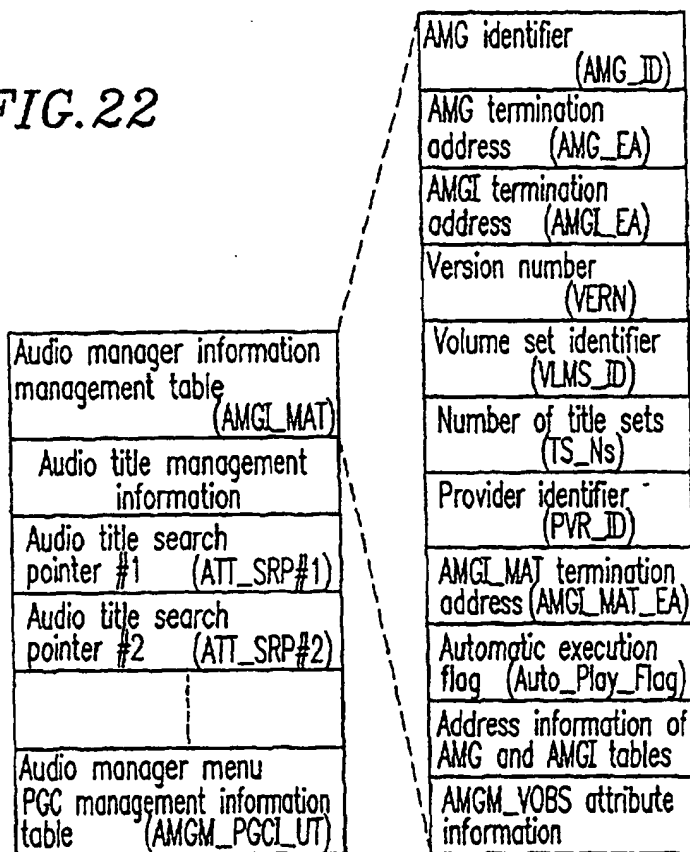 FIG.22
Audio manager information
management table
(AMGI_MAT)
Audio title management
information
Audio title search
pointer #1 (ATT_SRP#1)
Audio title search
pointer #2 (ATT_SRP#2)
Audio manager menu
PGC management information
table (AMGM_PGCI_UT)
AMG identifier
(AMG_ID)
AMG termination
address (AMG_EA)
AMGI termination
address (AMGI_EA)
Version number
(VERN)
Volume set identifier
(VLMS_ID)
Number of title sets
(TS_Ns)
Provider identifier
(PVR_ID)
AMGI_MAT termination
address (AMGI_MAT_EA)
Automatic execution
flag (Auto_Play_Flag)
Address information of
AMG and AMGI tables
AMGM_VOBS attribute
information